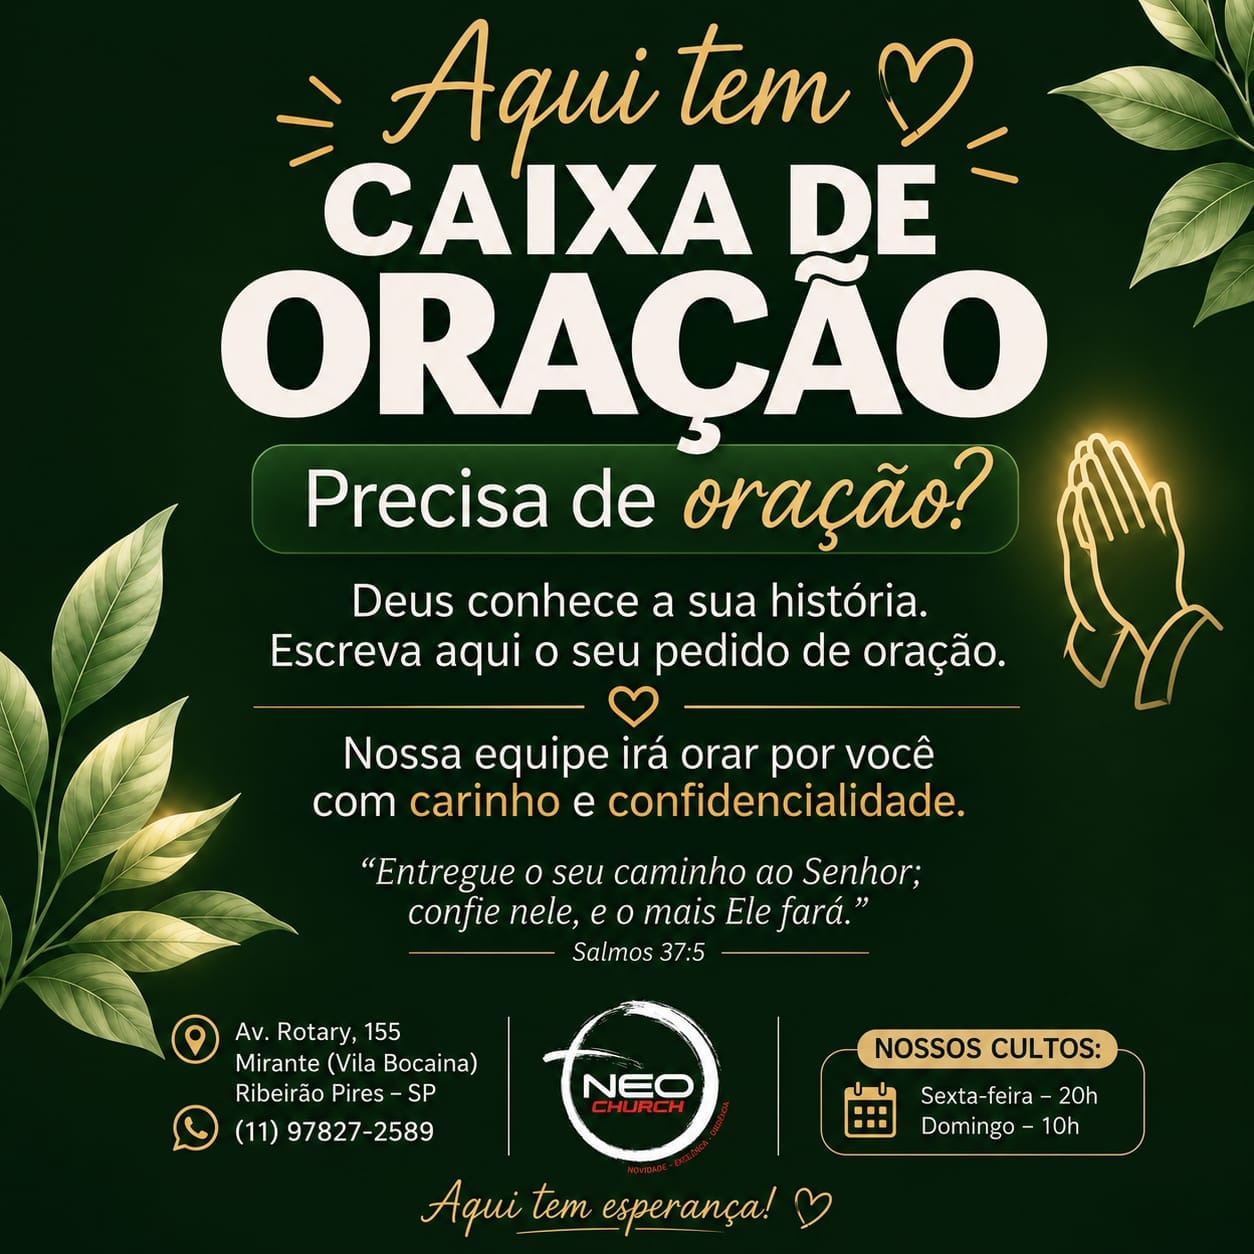 Aqui tem
CAIXA DE
ORAÇÃO
Precisa de oração?
Deus conhece a sua história.
Escreva aqui o seu pedido de oração.
Nossa equipe irá orar por você
com carinho e confidencialidade.
“Entregue o seu caminho ao Senhor;
confie nele, e o mais Ele fará.”
Salmos 37:5
Av. Rotary, 155
Mirante (Vila Bocaina)
Ribeirão Pires – SP
(11) 97827-2589
NEO
CHURCH
NOVIDADE - EXCELÊNCIA - OBEDIÊNCIA
NOSSOS CULTOS:
Sexta-feira – 20h
Domingo – 10h
Aqui tem esperança!